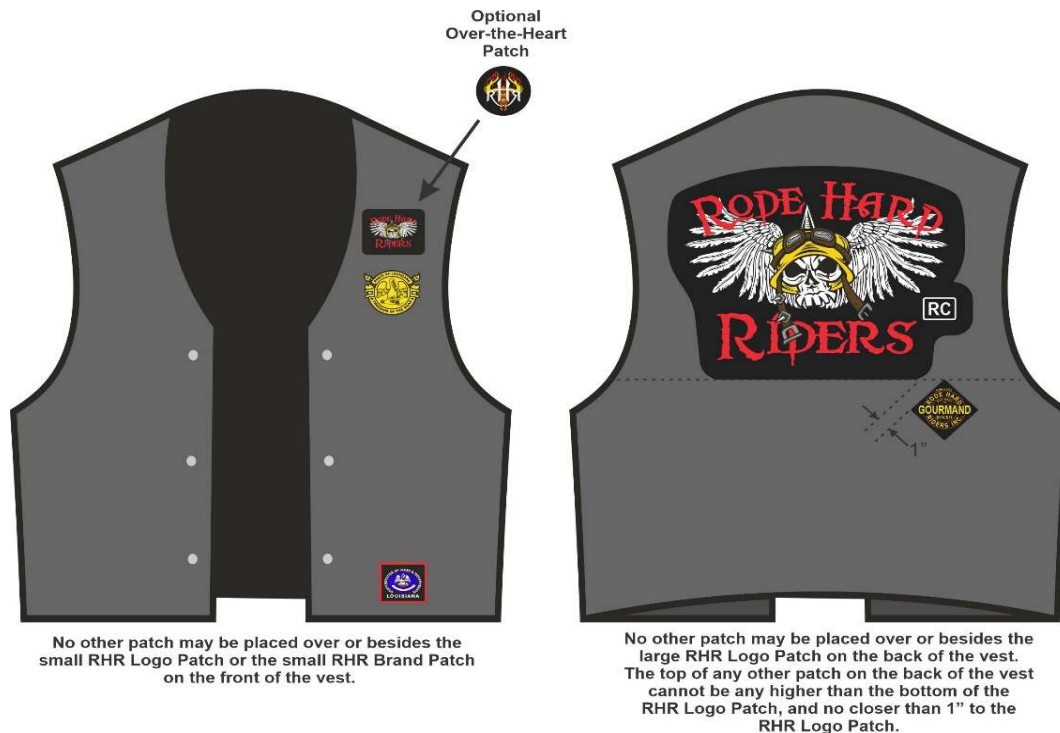 Optional
Over-the-Heart
Patch
RHR
RODE HARD
RIDERS
LOUISIANA
No other patch may be placed over or besides the
small RHR Logo Patch or the small RHR Brand Patch
on the front of the vest.
RODE HARD
RIDERS
RC
RODE HARD
GOURMAND
RIDERS, INC.
1”
No other patch may be placed over or besides the
large RHR Logo Patch on the back of the vest.
The top of any other patch on the back of the vest
cannot be any higher than the bottom of the
RHR Logo Patch, and no closer than 1” to the
RHR Logo Patch.